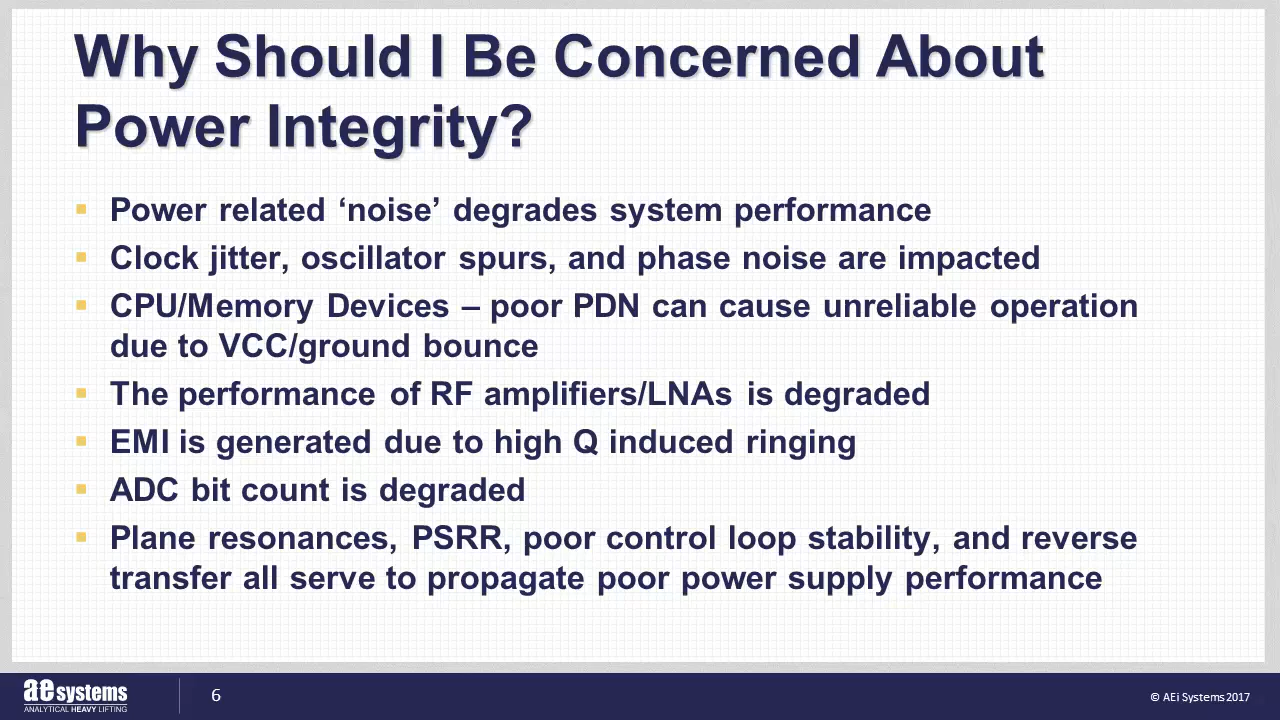 Why Should I Be Concerned About
Power Integrity?
Power related ‘noise’ degrades system performance
Clock jitter, oscillator spurs, and phase noise are impacted
CPU/Memory Devices – poor PDN can cause unreliable operation
due to VCC/ground bounce
The performance of RF amplifiers/LNAs is degraded
EMI is generated due to high Q induced ringing
ADC bit count is degraded
Plane resonances, PSRR, poor control loop stability, and reverse
transfer all serve to propagate poor power supply performance
ae systems
ANALYTICAL HEAVY LIFTING
6
© AEi Systems 2017